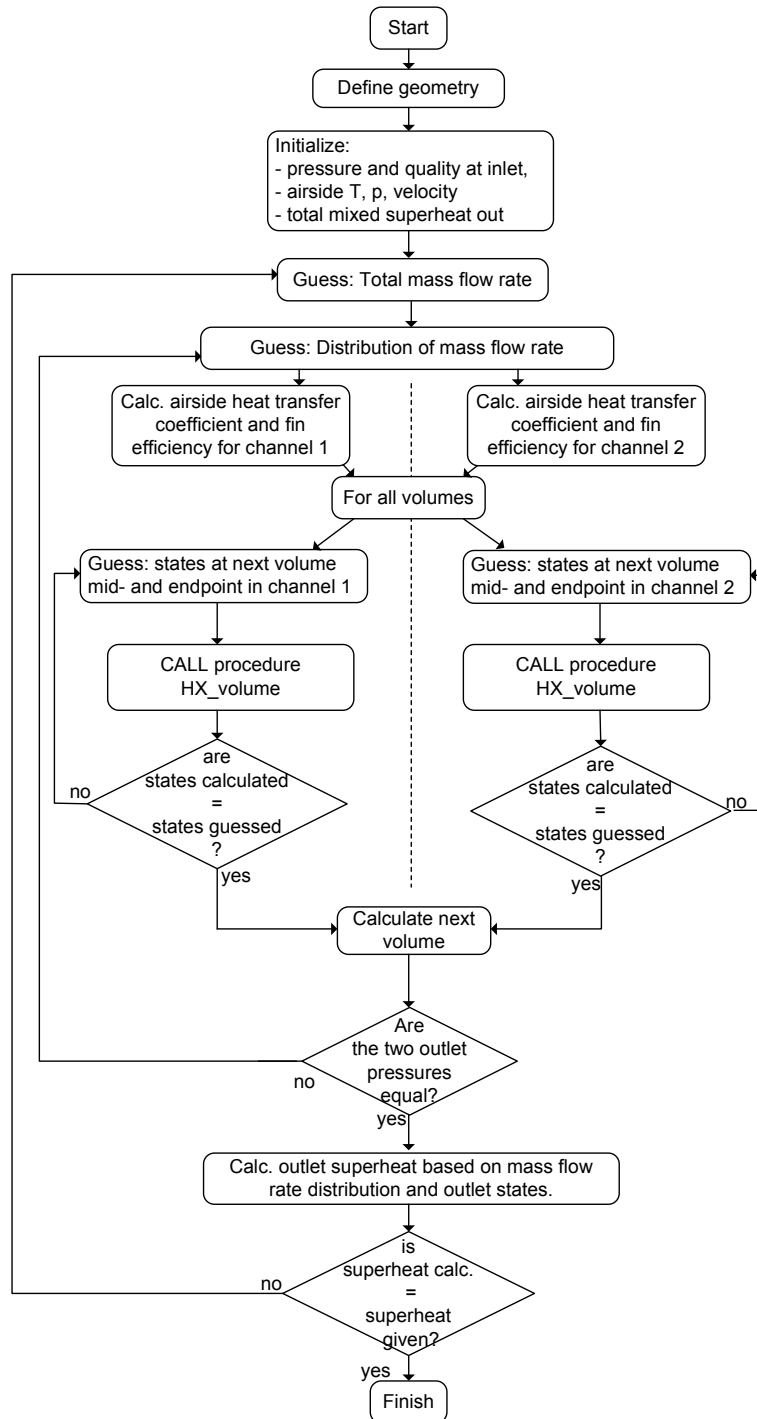 Start
Define geometry
Initialize:
- pressure and quality at inlet,
- airside T, p, velocity
- total mixed superheat out
Guess: Total mass flow rate
Guess: Distribution of mass flow rate
Calc. airside heat transfer
coefficient and fin
efficiency for channel 1
Calc. airside heat transfer
coefficient and fin
efficiency for channel 2
For all volumes
Guess: states at next volume
mid- and endpoint in channel 1
Guess: states at next volume
mid- and endpoint in channel 2
CALL procedure
HX_volume
CALL procedure
HX_volume
are
states calculated
=
states guessed
?
no
yes
are
states calculated
=
states guessed
?
no
yes
Calculate next
volume
Are
the two outlet
pressures
equal?
no
yes
Calc. outlet superheat based on mass flow
rate distribution and outlet states.
is
superheat calc.
=
superheat
given?
no
yes
Finish